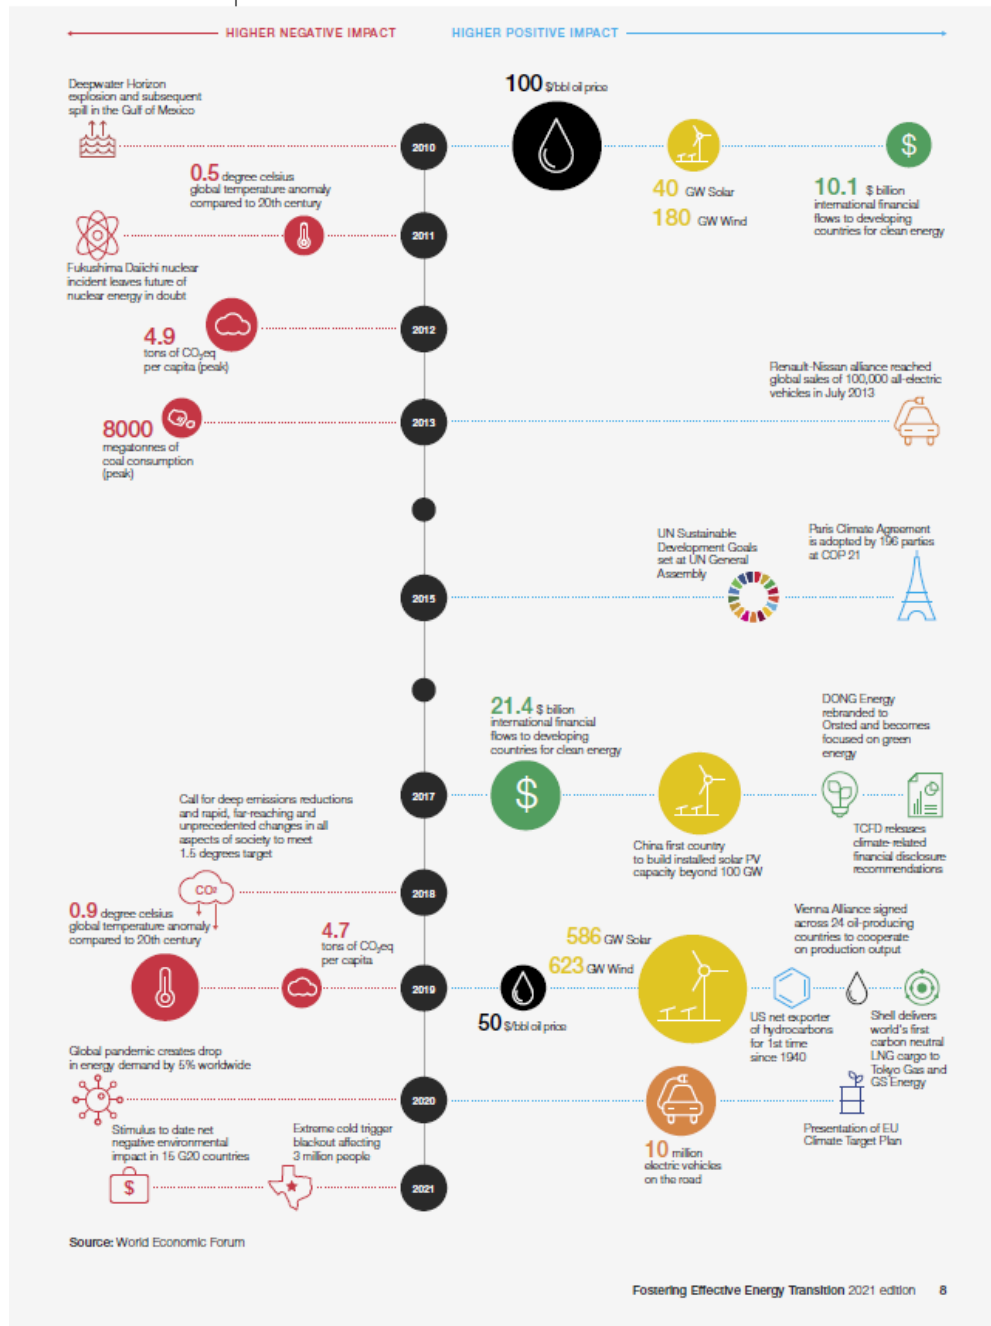 HIGHER NEGATIVE IMPACT
HIGHER POSITIVE IMPACT
Deepwater Horizon
explosion and subsequent
spill in the Gulf of Mexico
2010
100 $/bbl oil price
40 GW Solar
180 GW Wind
$
10.1 $ billion
international financial
flows to developing
countries for clean energy
0.5 degree celsius
global temperature anomaly
compared to 20th century
2011
Fukushima Daiichi nuclear
incident leaves future of
nuclear energy in doubt
2012
4.9
tons of CO₂eq
per capita (peak)
Renault-Nissan alliance reached
global sales of 100,000 all-electric
vehicles in July 2013
2013
8000
megatonnes of
coal consumption
(peak)
UN Sustainable
Development Goals
set at UN General
Assembly
Paris Climate Agreement
is adopted by 196 parties
at COP 21
2015
21.4 $ billion
international financial
flows to developing
countries for clean energy
$
DONG Energy
rebranded to
Orsted and becomes
focused on green
energy
2017
China first country
to build installed solar PV
capacity beyond 100 GW
TCFD releases
climate-related
financial disclosure
recommendations
Call for deep emissions reductions
and rapid, far-reaching and
unprecedented changes in all
aspects of society to meet
1.5 degrees target
CO²
2018
0.9 degree celsius
global temperature anomaly
compared to 20th century
4.7
tons of CO₂eq
per capita
2019
50 $/bbl oil price
586 GW Solar
623 GW Wind
Vienna Alliance signed
across 24 oil-producing
countries to cooperate
on production output
US net exporter
of hydrocarbons
for 1st time
since 1940
Shell delivers
world's first
carbon neutral
LNG cargo to
Tokyo Gas and
GS Energy
Global pandemic creates drop
in energy demand by 5% worldwide
2020
10 million
electric vehicles
on the road
Presentation of EU
Climate Target Plan
Stimulus to date net
negative environmental
impact in 15 G20 countries
$
Extreme cold trigger
blackout affecting
3 million people
2021
Source: World Economic Forum
Fostering Effective Energy Transition 2021 edition 8